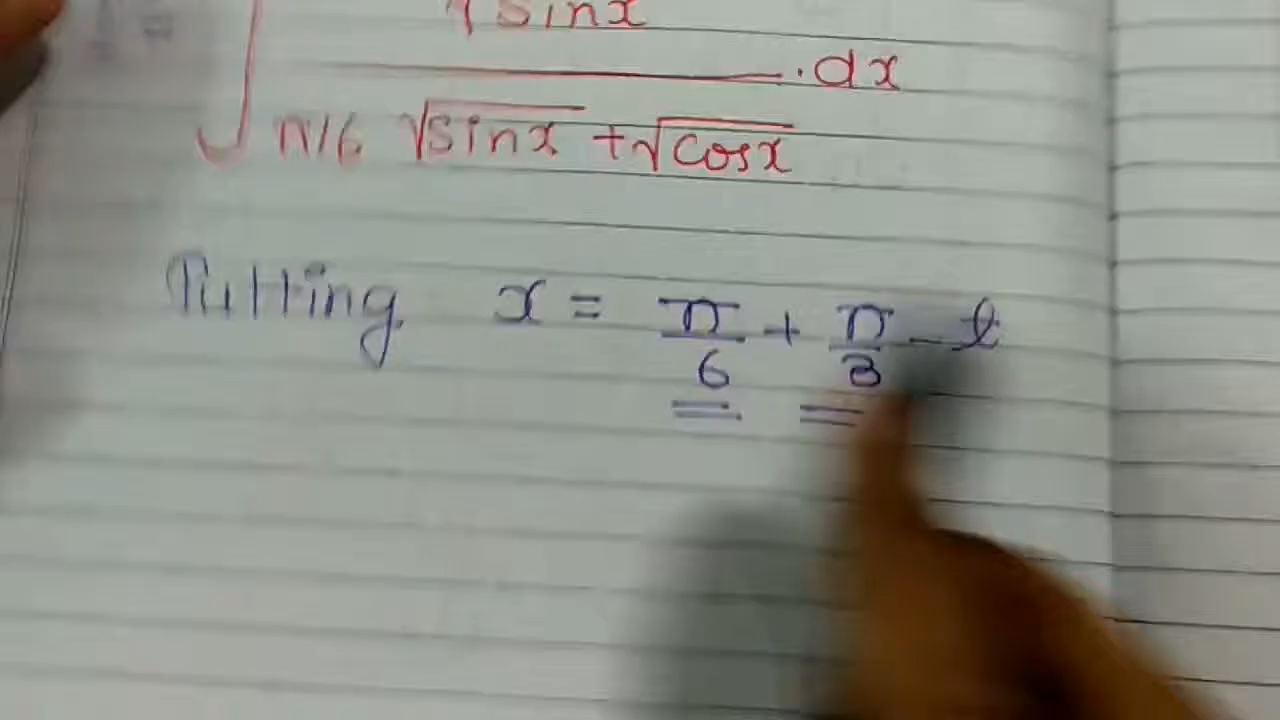 √sinx
∫ ―――――― .dx
π/6 √sinx + √cosx
Putting x = π/6 + π/3 - t